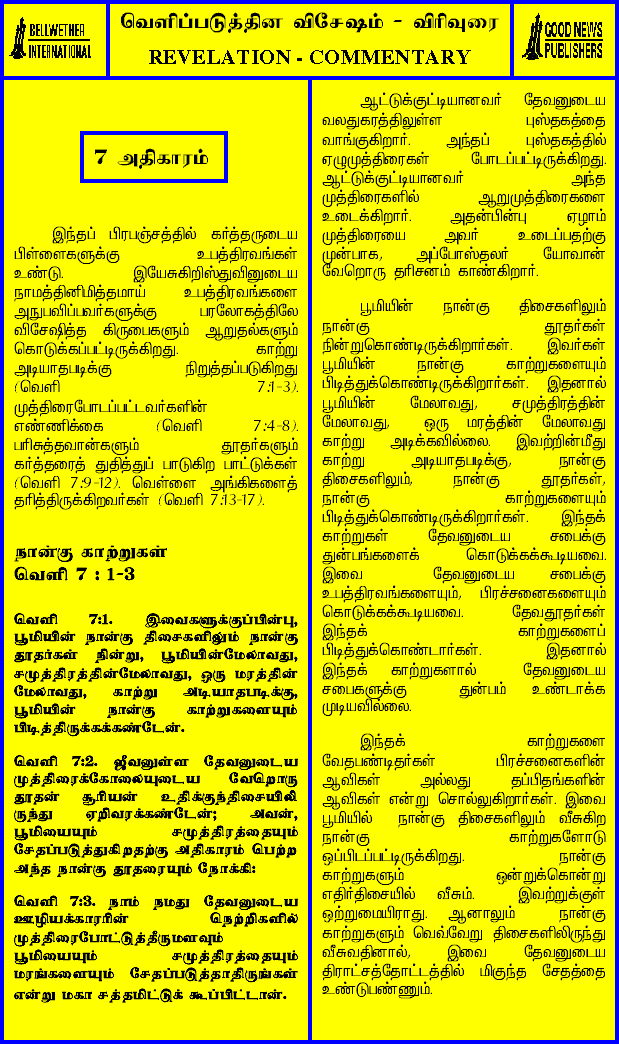 BELLWETHER
INTERNATIONAL
வெளிப்படுத்தின விசேஷம் - விரிவுரை
REVELATION - COMMENTARY
GOOD NEWS
PUBLISHERS
7 அதிகாரம்
இந்தப் பிரபஞ்சத்தில் கர்த்தருடைய
பிள்ளைகளுக்கு உபத்திரவங்கள்
உண்டு. இயேசுகிறிஸ்துவினுடைய
நாமத்தினிமித்தமாய் உபத்திரவங்களை
அநுபவிப்பவர்களுக்கு பரலோகத்திலே
விசேஷித்த கிருபைகளும் ஆறுதல்களும்
கொடுக்கப்பட்டிருக்கிறது. காற்று
அடியாதபடிக்கு நிறுத்தப்படுகிறது
(வெளி 7:1-3).
முத்திரைபோடப்பட்டவர்களின்
எண்ணிக்கை (வெளி 7:4-8).
பரிசுத்தவான்களும் தூதர்களும்
கர்த்தரைத் துதித்துப் பாடுகிற பாட்டுக்கள்
(வெளி 7:9-12). வெள்ளை அங்கிகளைத்
தரித்திருக்கிறவர்கள் (வெளி 7:13-17).
நான்கு காற்றுகள்
வெளி 7 : 1-3
வெளி 7:1. இவைகளுக்குப்பின்பு,
பூமியின் நான்கு திசைகளிலும் நான்கு
தூதர்கள் நின்று, பூமியின்மேலாவது,
சமுத்திரத்தின்மேலாவது, ஒரு மரத்தின்
மேலாவது, காற்று அடியாதபடிக்கு,
பூமியின் நான்கு காற்றுகளையும்
பிடித்திருக்கக்கண்டேன்.
வெளி 7:2. ஜீவனுள்ள தேவனுடைய
முத்திரைக்கோலையுடைய வேறொரு
தூதன் சூரியன் உதிக்குந்திசையிலி
ருந்து ஏறிவரக்கண்டேன்; அவன்,
பூமியையும் சமுத்திரத்தையும்
சேதப்படுத்துகிறதற்கு அதிகாரம் பெற்ற
அந்த நான்கு தூதரையும் நோக்கி:
வெளி 7:3. நாம் நமது தேவனுடைய
ஊழியக்காரரின் நெற்றிகளில்
முத்திரைபோட்டுத்தீருமளவும்
பூமியையும் சமுத்திரத்தையும்
மரங்களையும் சேதப்படுத்தாதிருங்கள்
என்று மகா சத்தமிட்டுக் கூப்பிட்டான்.
ஆட்டுக்குட்டியானவர் தேவனுடைய
வலதுகரத்திலுள்ள புஸ்தகத்தை
வாங்குகிறார். அந்தப் புஸ்தகத்தில்
ஏழுமுத்திரைகள் போடப்பட்டிருக்கிறது.
ஆட்டுக்குட்டியானவர் அந்த
முத்திரைகளில் ஆறுமுத்திரைகளை
உடைக்கிறார். அதன்பின்பு ஏழாம்
முத்திரையை அவர் உடைப்பதற்கு
முன்பாக, அப்போஸ்தலர் யோவான்
வேறொரு தரிசனம் காண்கிறார்.
பூமியின் நான்கு திசைகளிலும்
நான்கு தூதர்கள்
நின்றுகொண்டிருக்கிறார்கள். இவர்கள்
பூமியின் நான்கு காற்றுகளையும்
பிடித்துக்கொண்டிருக்கிறார்கள். இதனால்
பூமியின் மேலாவது, சமுத்திரத்தின்
மேலாவது, ஒரு மரத்தின் மேலாவது
காற்று அடிக்கவில்லை. இவற்றின்மீது
காற்று அடியாதபடிக்கு, நான்கு
திசைகளிலும், நான்கு தூதர்கள்,
நான்கு காற்றுகளையும்
பிடித்துக்கொண்டிருக்கிறார்கள். இந்தக்
காற்றுகள் தேவனுடைய சபைக்கு
துன்பங்களைக் கொடுக்கக்கூடியவை.
இவை தேவனுடைய சபைக்கு
உபத்திரவங்களையும், பிரச்சனைகளையும்
கொடுக்கக்கூடியவை. தேவதூதர்கள்
இந்தக் காற்றுகளைப்
பிடித்துக்கொண்டார்கள். இதனால்
இந்தக் காற்றுகளால் தேவனுடைய
சபைகளுக்கு துன்பம் உண்டாக்க
முடியவில்லை.
இந்தக் காற்றுகளை
வேதபண்டிதர்கள் பிரச்சனைகளின்
ஆவிகள் அல்லது தப்பிதங்களின்
ஆவிகள் என்று சொல்லுகிறார்கள். இவை
பூமியில் நான்கு திசைகளிலும் வீசுகிற
நான்கு காற்றுகளோடு
ஒப்பிடப்பட்டிருக்கிறது. நான்கு
காற்றுகளும் ஒன்றுக்கொன்று
எதிர்திசையில் வீசும். இவற்றுக்குள்
ஒற்றுமையிராது. ஆனாலும் நான்கு
காற்றுகளும் வெவ்வேறு திசைகளிலிருந்து
வீசுவதினால், இவை தேவனுடைய
திராட்சத்தோட்டத்தில் மிகுந்த சேதத்தை
உண்டுபண்ணும்.